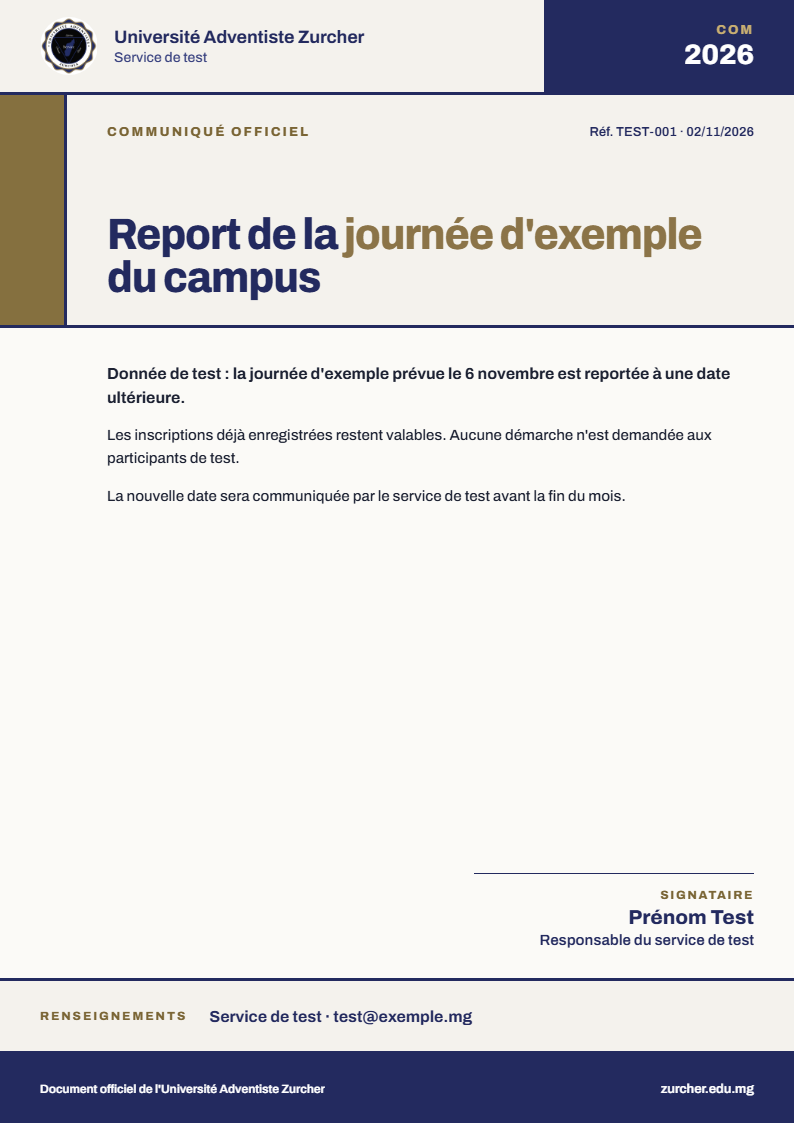 Université Adventiste Zurcher
Service de test
COM
2026
COMMUNIQUÉ OFFICIEL
Réf. TEST-001 · 02/11/2026
Report de la journée d'exemple
du campus
Donnée de test : la journée d'exemple prévue le 6 novembre est reportée à une date
ultérieure.
Les inscriptions déjà enregistrées restent valables. Aucune démarche n'est demandée aux
participants de test.
La nouvelle date sera communiquée par le service de test avant la fin du mois.
SIGNATAIRE
Prénom Test
Responsable du service de test
RENSEIGNEMENTS
Service de test · test@exemple.mg
Document officiel de l'Université Adventiste Zurcher
zurcher.edu.mg